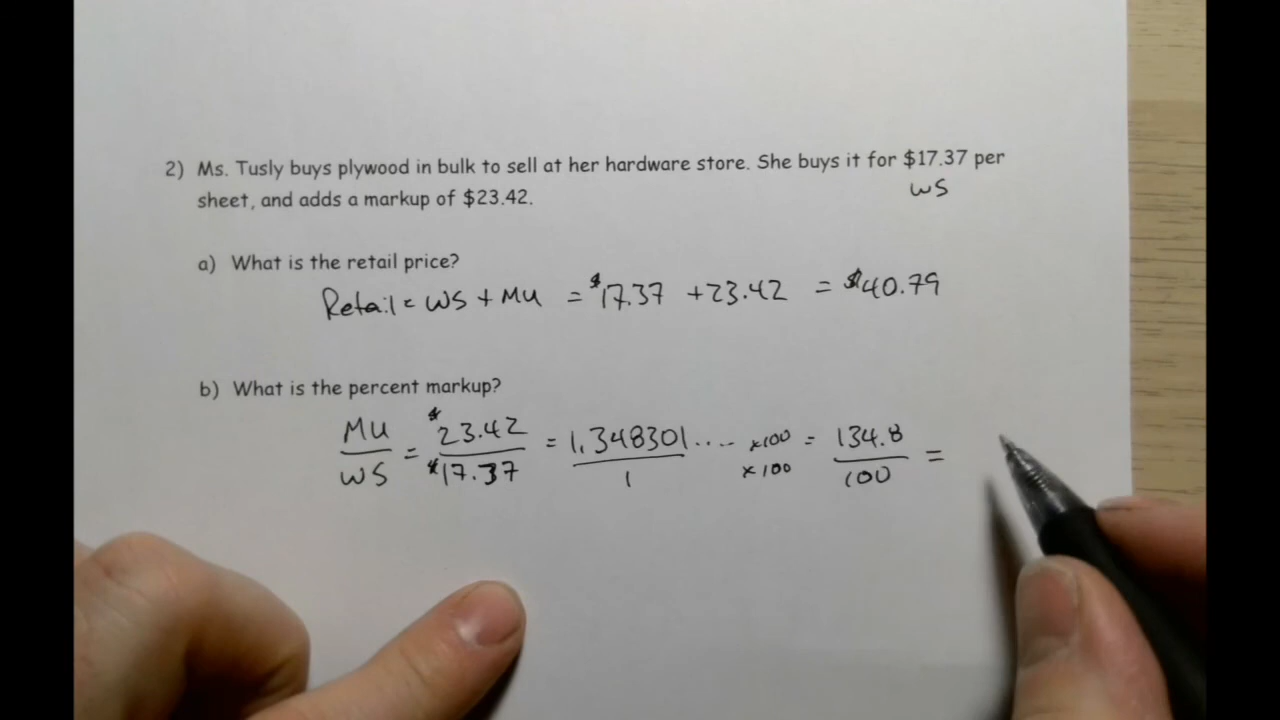 2) Ms. Tusly buys plywood in bulk to sell at her hardware store. She buys it for $17.37 per
WS
sheet, and adds a markup of $23.42.
a) What is the retail price?
Retail = WS + MU = $17.37 + 23.42 = $40.79
b) What is the percent markup?
MU/WS = $23.42/$17.37 = 1.348301..../1 ×100/×100 = 134.8/100 =